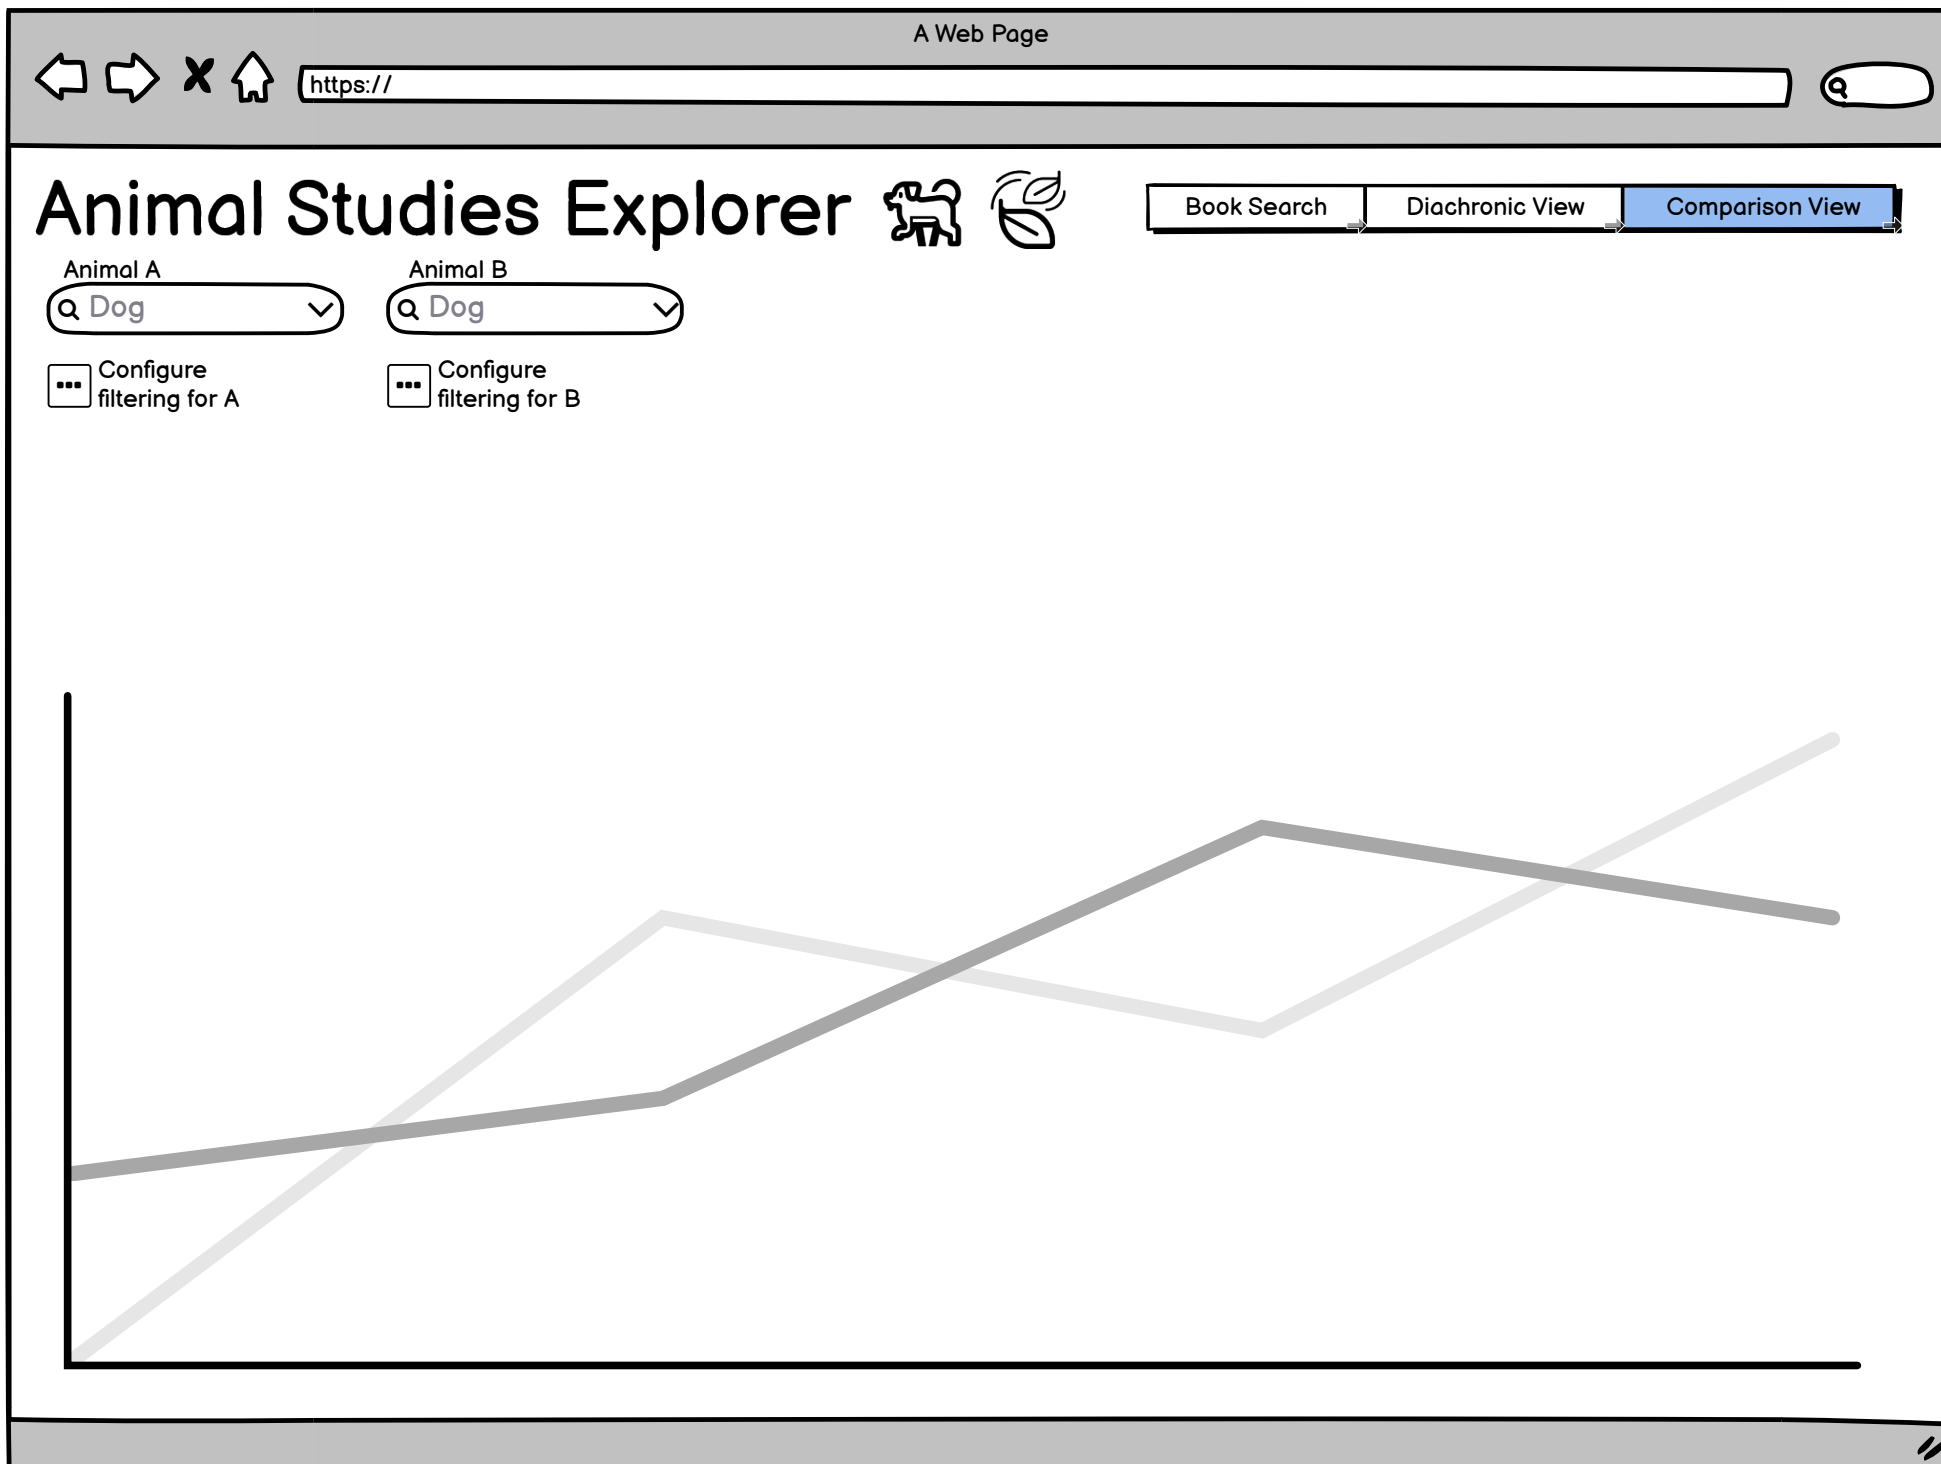 A Web Page
https://
Animal Studies Explorer
Book Search
Diachronic View
Comparison View
Animal A
Animal B
Dog
Dog
Configure
filtering for A
Configure
filtering for B